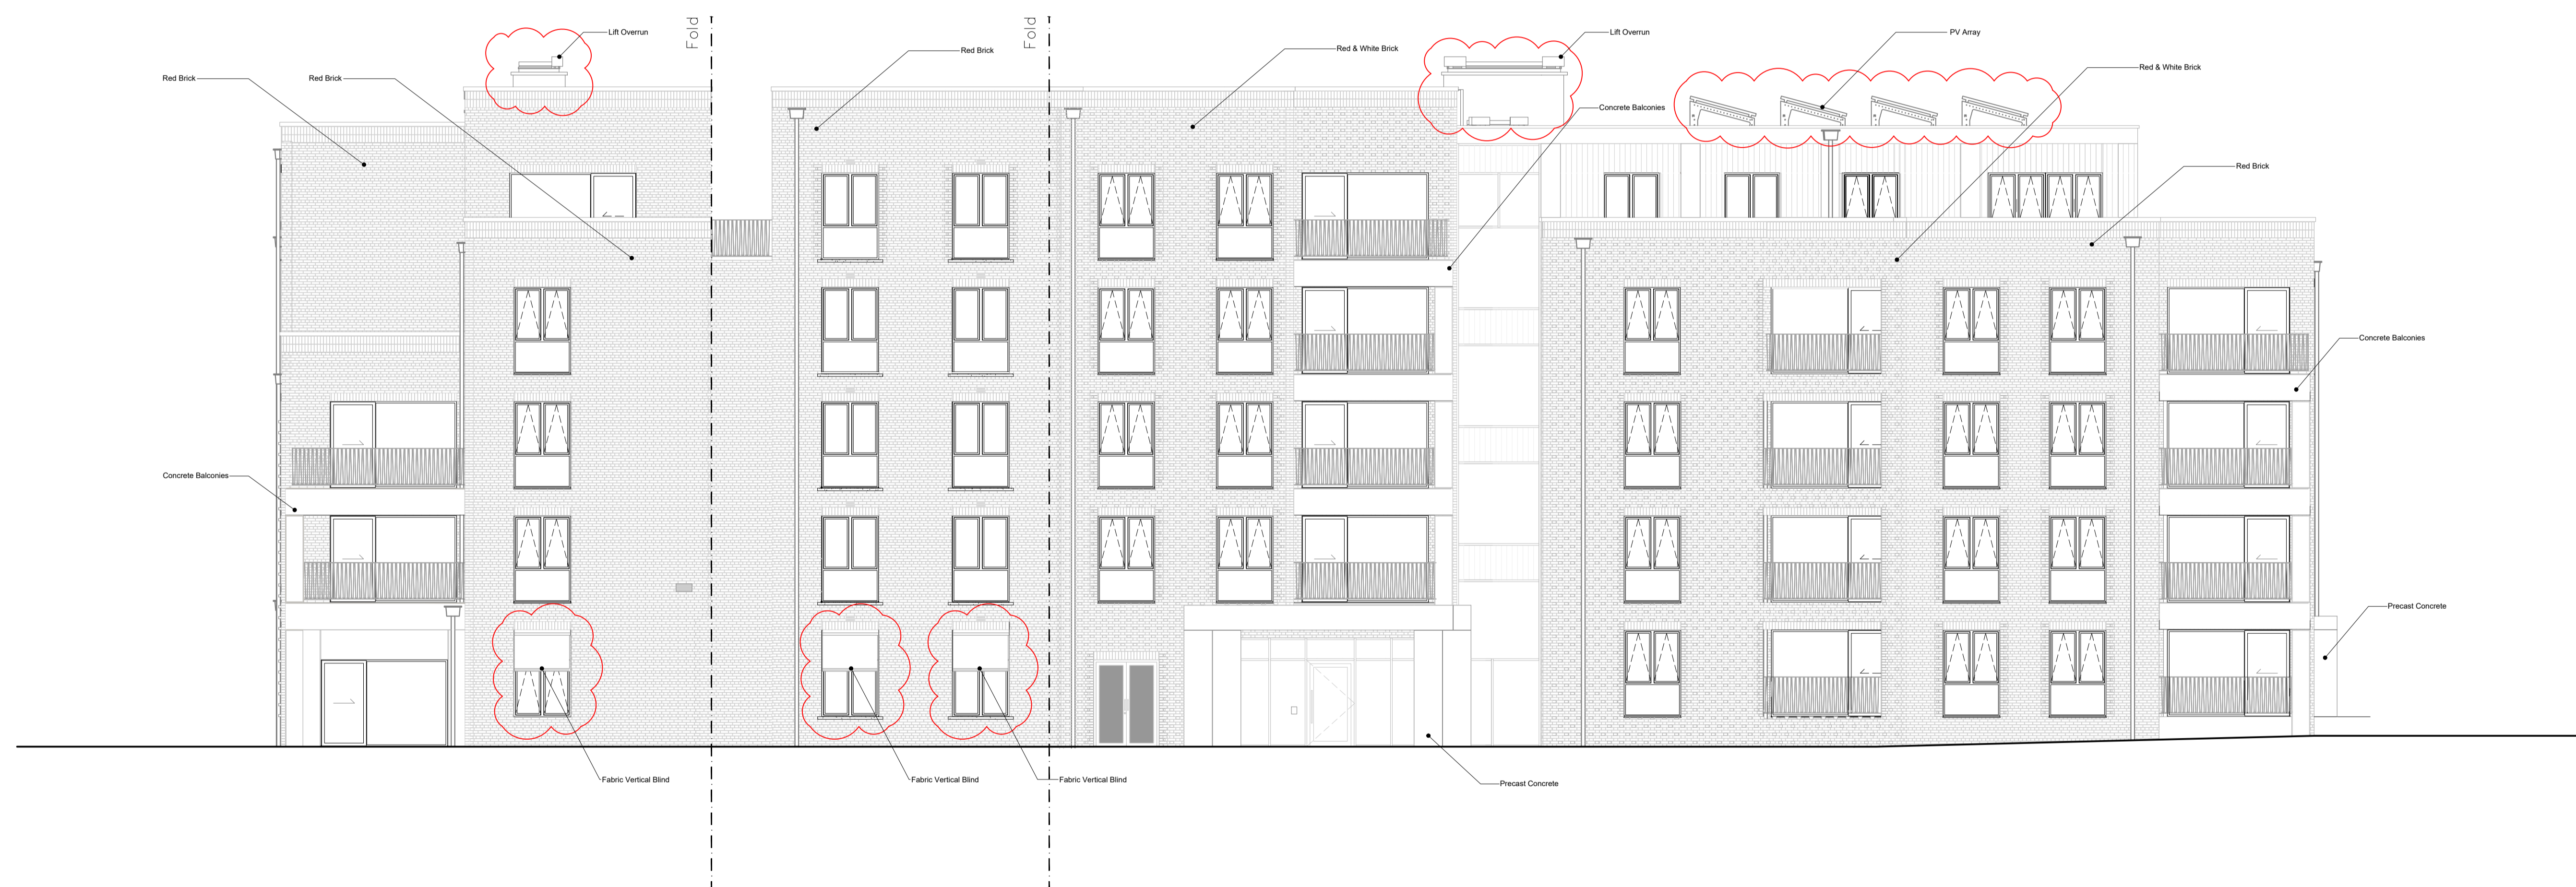 Fold
Fold
Lift Overrun
Lift Overrun
PV Array
Red Brick
Red & White Brick
Red & White Brick
Red Brick
Red Brick
Concrete Balconies
Red Brick
Concrete Balconies
Concrete Balconies
Precast Concrete
Fabric Vertical Blind
Fabric Vertical Blind
Fabric Vertical Blind
Precast Concrete